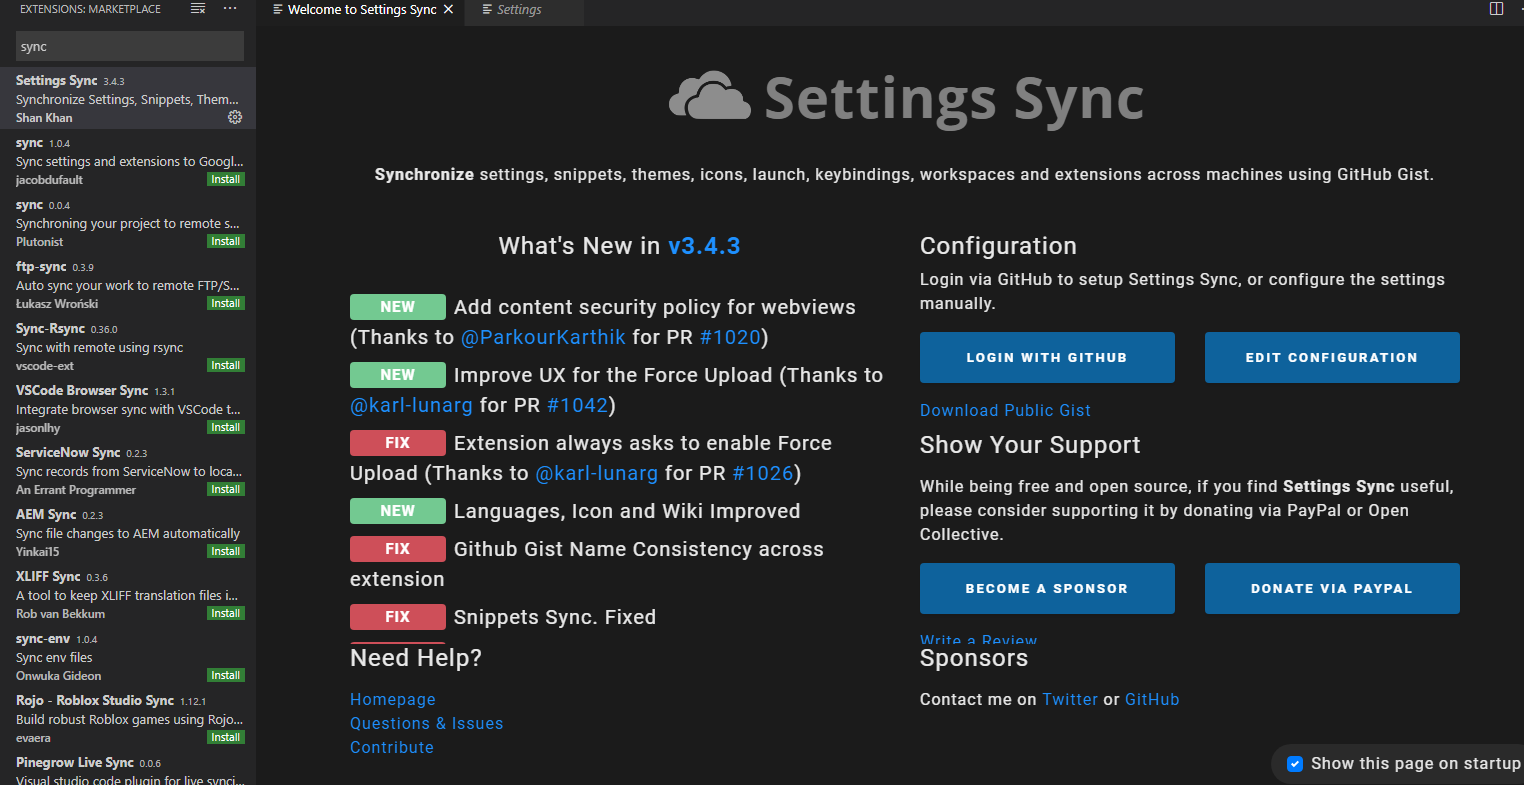 EXTENSIONS: MARKETPLACE
sync
Settings Sync 3.4.3
Synchronize Settings, Snippets, Them...
Shan Khan
sync 1.0.4
Sync settings and extensions to Googl...
jacobdufault Install
sync 0.0.4
Synchroning your project to remote s...
Plutonist Install
ftp-sync 0.3.9
Auto sync your work to remote FTP/S...
Łukasz Wroński Install
Sync-Rsync 0.36.0
Sync with remote using rsync
vscode-ext Install
VSCode Browser Sync 1.3.1
Integrate browser sync with VSCode t...
jasonlhy Install
ServiceNow Sync 0.2.3
Sync records from ServiceNow to loca...
An Errant Programmer Install
AEM Sync 0.2.3
Sync file changes to AEM automatically
Yinkai15 Install
XLIFF Sync 0.3.6
A tool to keep XLIFF translation files i...
Rob van Bekkum Install
sync-env 1.0.4
Sync env files
Onwuka Gideon Install
Rojo - Roblox Studio Sync 1.12.1
Build robust Roblox games using Rojo...
evaera Install
Pinegrow Live Sync 0.0.6
Visual studio code plugin for live synci...
Welcome to Settings Sync
Settings
Settings Sync
Synchronize settings, snippets, themes, icons, launch, keybindings, workspaces and extensions across machines using GitHub Gist.
What's New in v3.4.3
NEW Add content security policy for webviews
(Thanks to @ParkourKarthik for PR #1020)
NEW Improve UX for the Force Upload (Thanks to
@karl-lunarg for PR #1042)
FIX Extension always asks to enable Force
Upload (Thanks to @karl-lunarg for PR #1026)
NEW Languages, Icon and Wiki Improved
FIX Github Gist Name Consistency across
extension
FIX Snippets Sync. Fixed
Need Help?
Homepage
Questions & Issues
Contribute
Configuration
Login via GitHub to setup Settings Sync, or configure the settings
manually.
LOGIN WITH GITHUB
EDIT CONFIGURATION
Download Public Gist
Show Your Support
While being free and open source, if you find Settings Sync useful,
please consider supporting it by donating via PayPal or Open
Collective.
BECOME A SPONSOR
DONATE VIA PAYPAL
Write a Review
Sponsors
Contact me on Twitter or GitHub
Show this page on startup